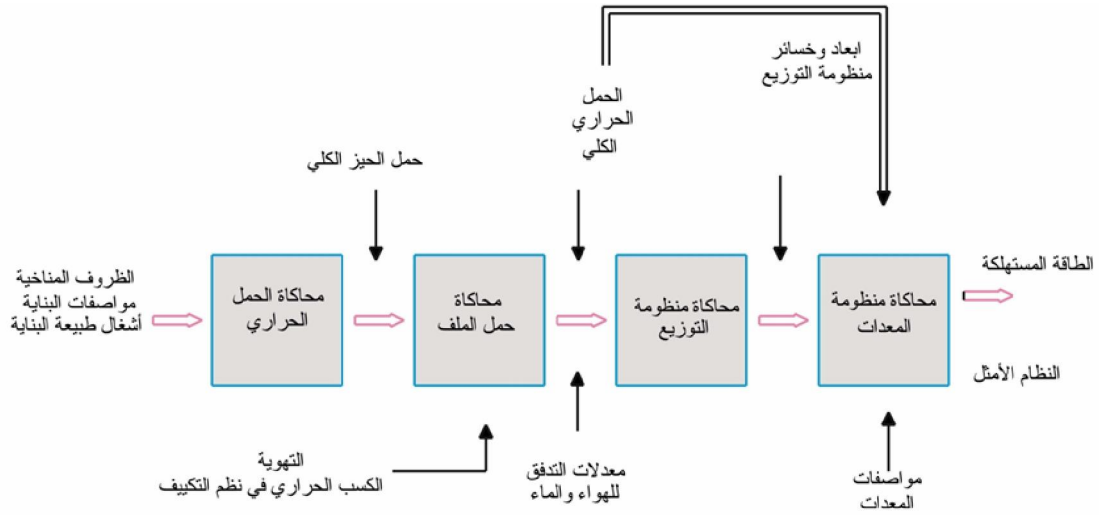 ابعاد وخسائر
منظومة التوزيع
الحمل
الحراري
الكلي
حمل الحيز الكلي
الظروف المناخية
مواصفات البناية
أشغال طبيعة البناية
محاكاة الحمل
الحراري
محاكاة
حمل الملف
محاكاة منظومة
التوزيع
محاكاة منظومة
المعدات
الطاقة المستهلكة
النظام الأمثل
التهوية
الكسب الحراري في نظم التكييف
معدلات التدفق
للهواء والماء
مواصفات
المعدات